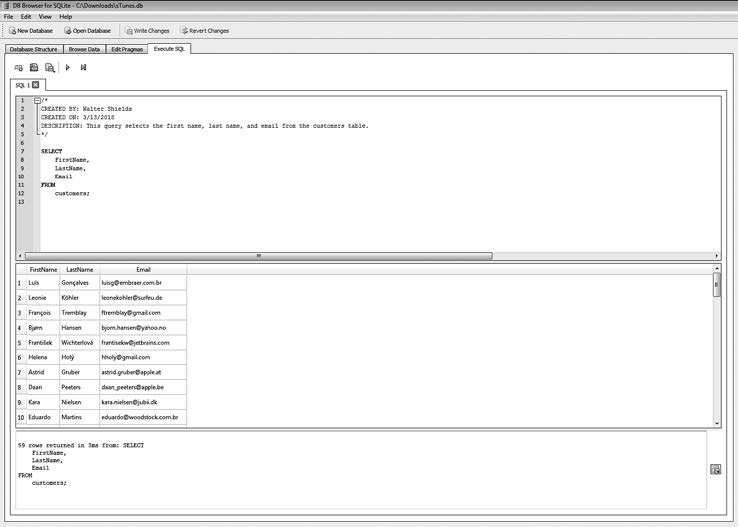 DB Browser for SQLite - C:\Downloads\sTunes.db
File Edit View Help
New Database Open Database Write Changes Revert Changes
Database Structure Browse Data Edit Pragmas Execute SQL
SQL 1
1 /*
2 CREATED BY: Walter Shields
3 CREATED ON: 3/13/2018
4 DESCRIPTION: This query selects the first name, last name, and email from the customers table.
5 */
6
7 SELECT
8 FirstName,
9 LastName,
10 Email
11 FROM
12 customers;
13
FirstName LastName Email
1 Luís Gonçalves luisg@embraer.com.br
2 Leonie Köhler leonekohler@surfeu.de
3 François Tremblay ftremblay@gmail.com
4 Bjørn Hansen bjorn.hansen@yahoo.no
5 František Wichterlová frantisekw@jetbrains.com
6 Helena Holý hholy@gmail.com
7 Astrid Gruber astrid.gruber@apple.at
8 Daan Peeters daan_peeters@apple.be
9 Kara Nielsen kara.nielsen@jubii.dk
10 Eduardo Martins eduardo@woodstock.com.br
59 rows returned in 3ms from: SELECT
FirstName,
LastName,
Email
FROM
customers;